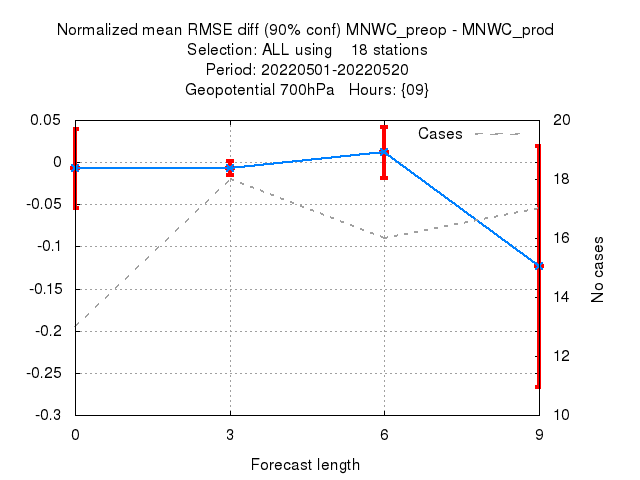 Normalized mean RMSE diff (90% conf) MNWC_preop - MNWC_prod
Selection: ALL using    18 stations
Period: 20220501-20220520
Geopotential 700hPa   Hours: {09}
Cases
0.05
0
-0.05
-0.1
-0.15
-0.2
-0.25
-0.3
20
18
16
14
12
10
No cases
0 3 6 9
Forecast length